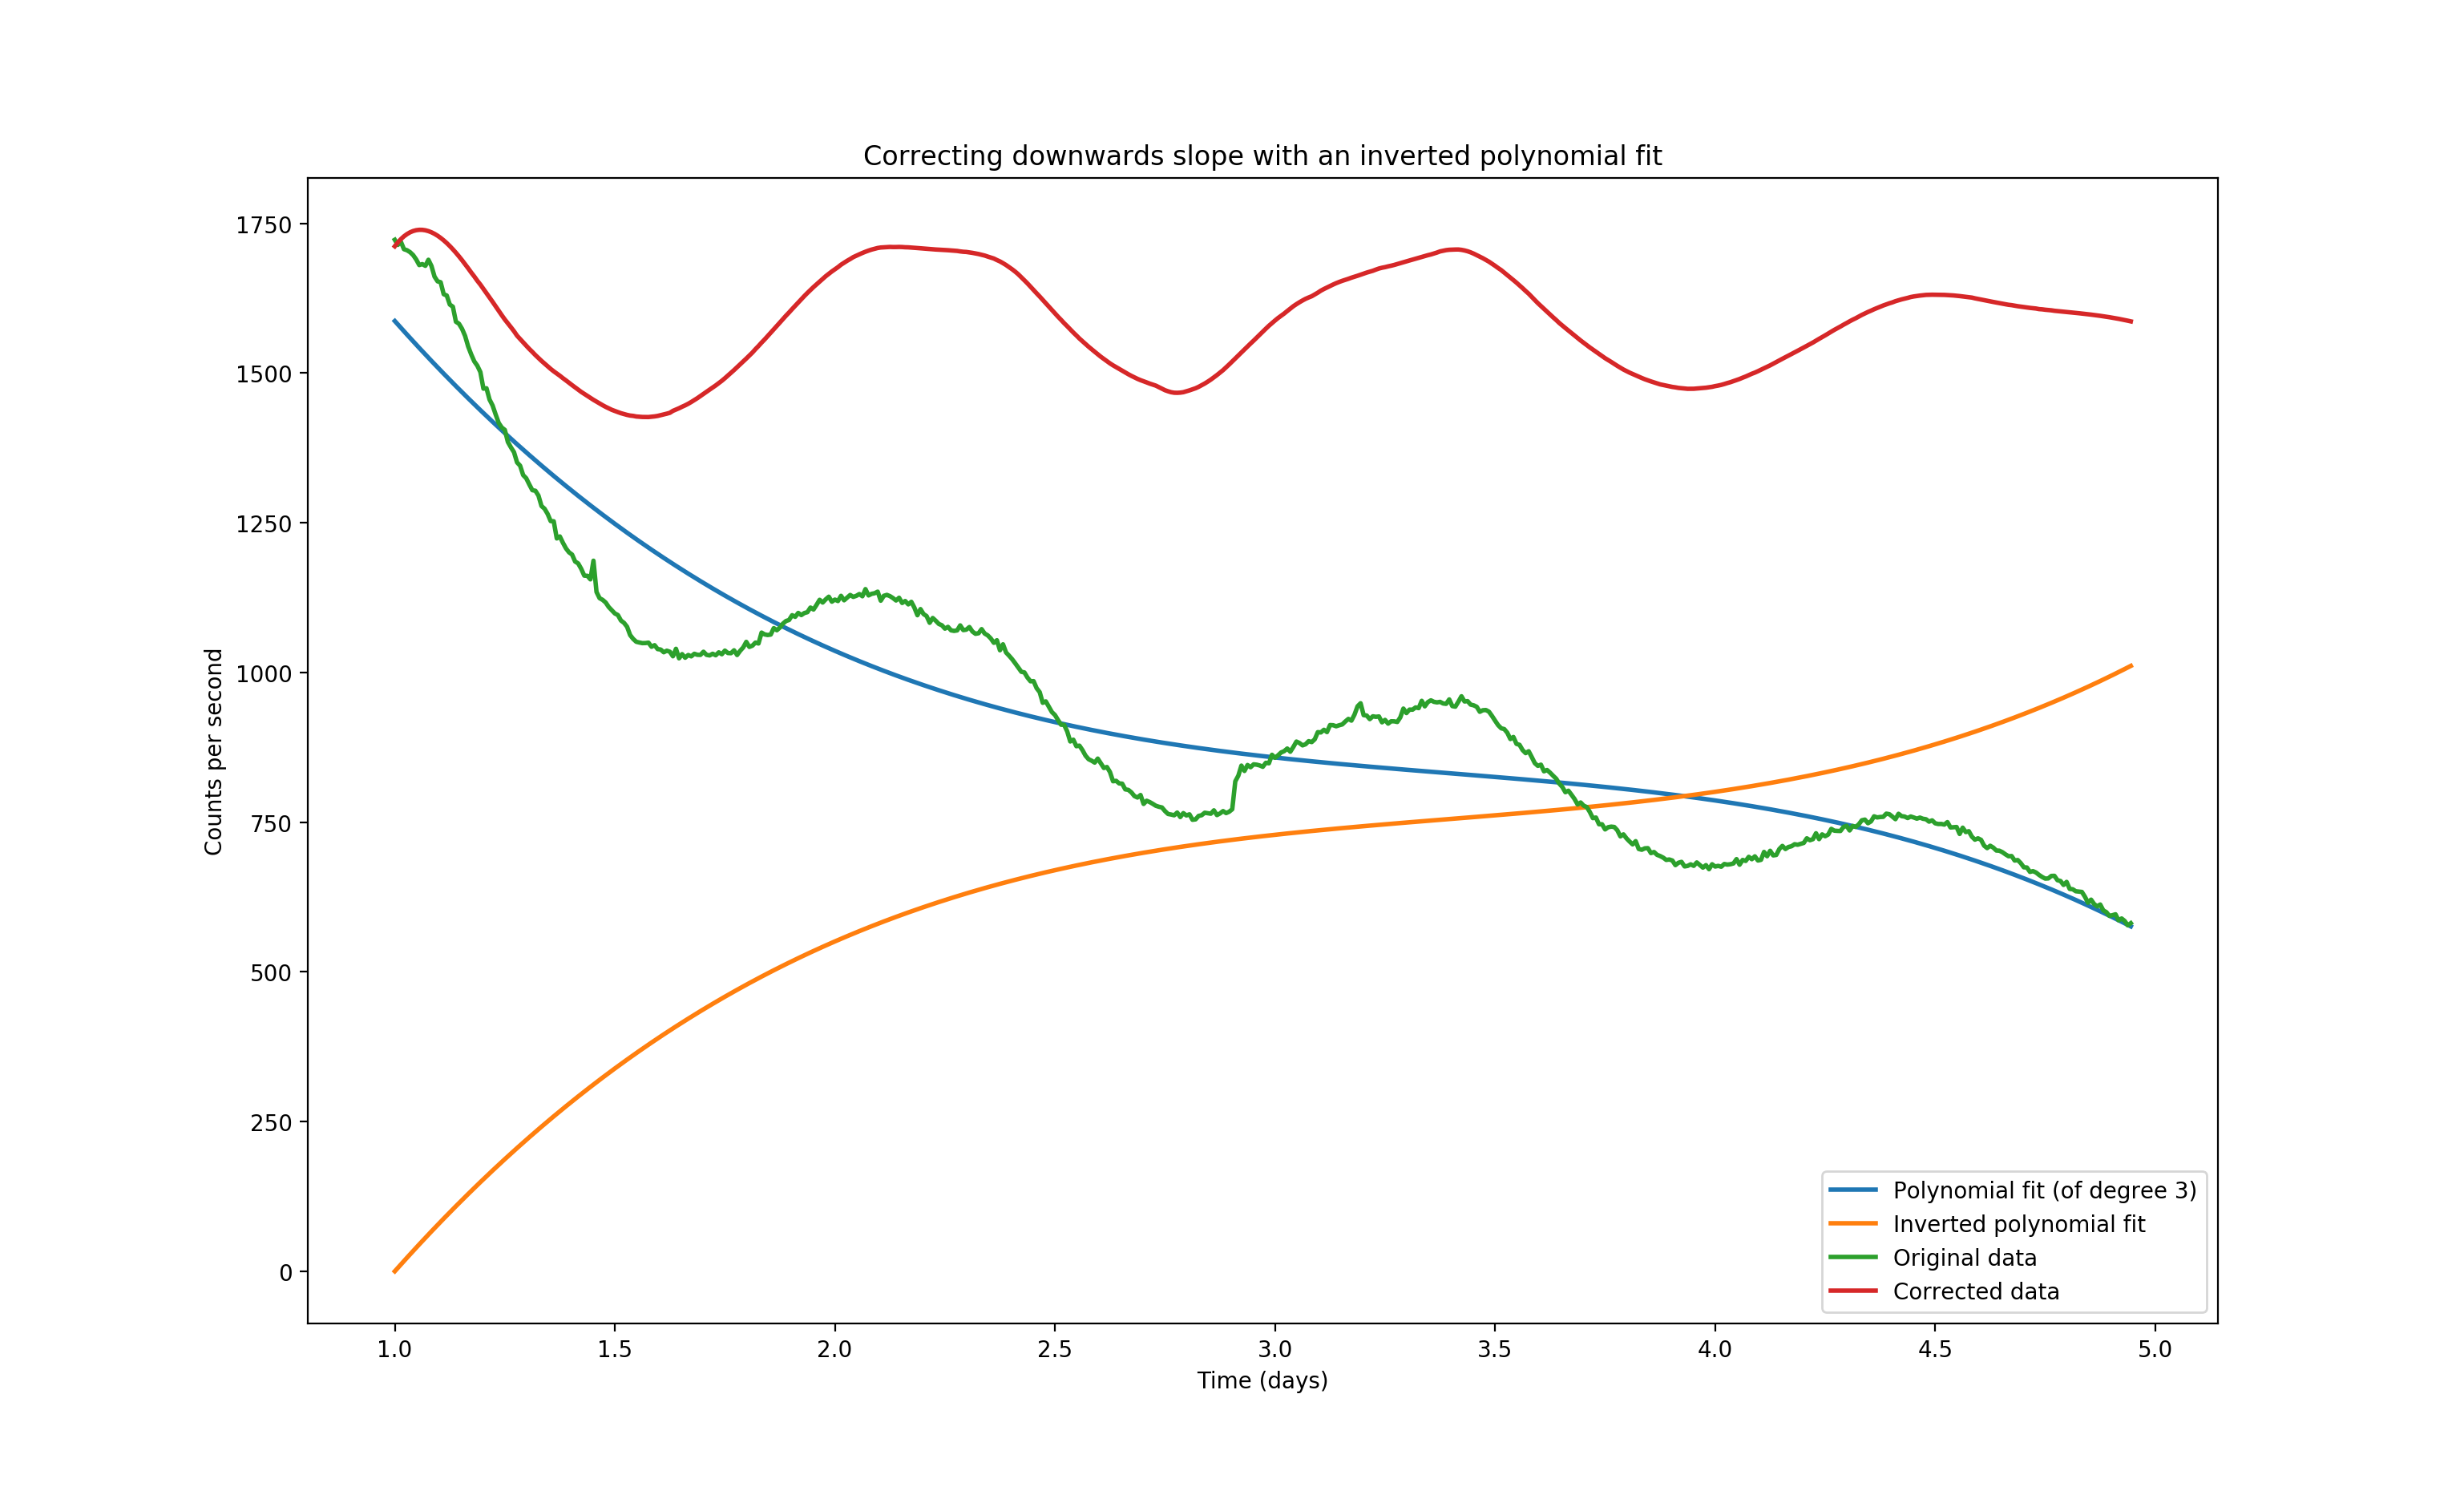 Correcting downwards slope with an inverted polynomial fit
1750
1500
1250
1000
750
500
250
0
Counts per second
1.0 1.5 2.0 2.5 3.0 3.5 4.0 4.5 5.0
Time (days)
Polynomial fit (of degree 3)
Inverted polynomial fit
Original data
Corrected data